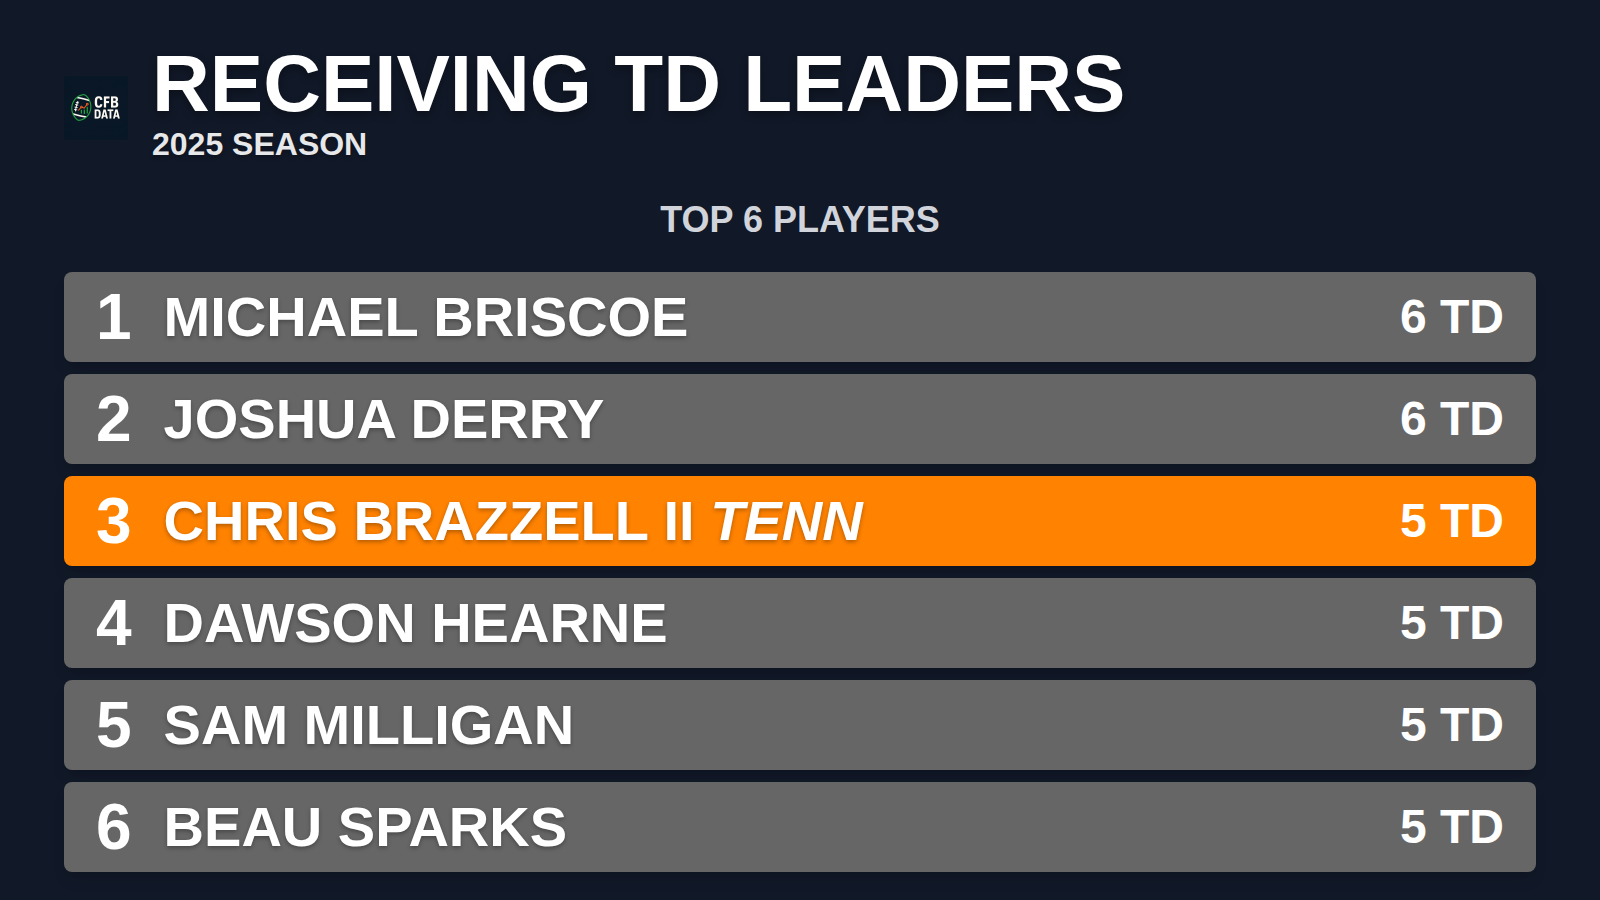 CFB
DATA
RECEIVING TD LEADERS
2025 SEASON
TOP 6 PLAYERS
1 MICHAEL BRISCOE 6 TD
2 JOSHUA DERRY 6 TD
3 CHRIS BRAZZELL II TENN 5 TD
4 DAWSON HEARNE 5 TD
5 SAM MILLIGAN 5 TD
6 BEAU SPARKS 5 TD